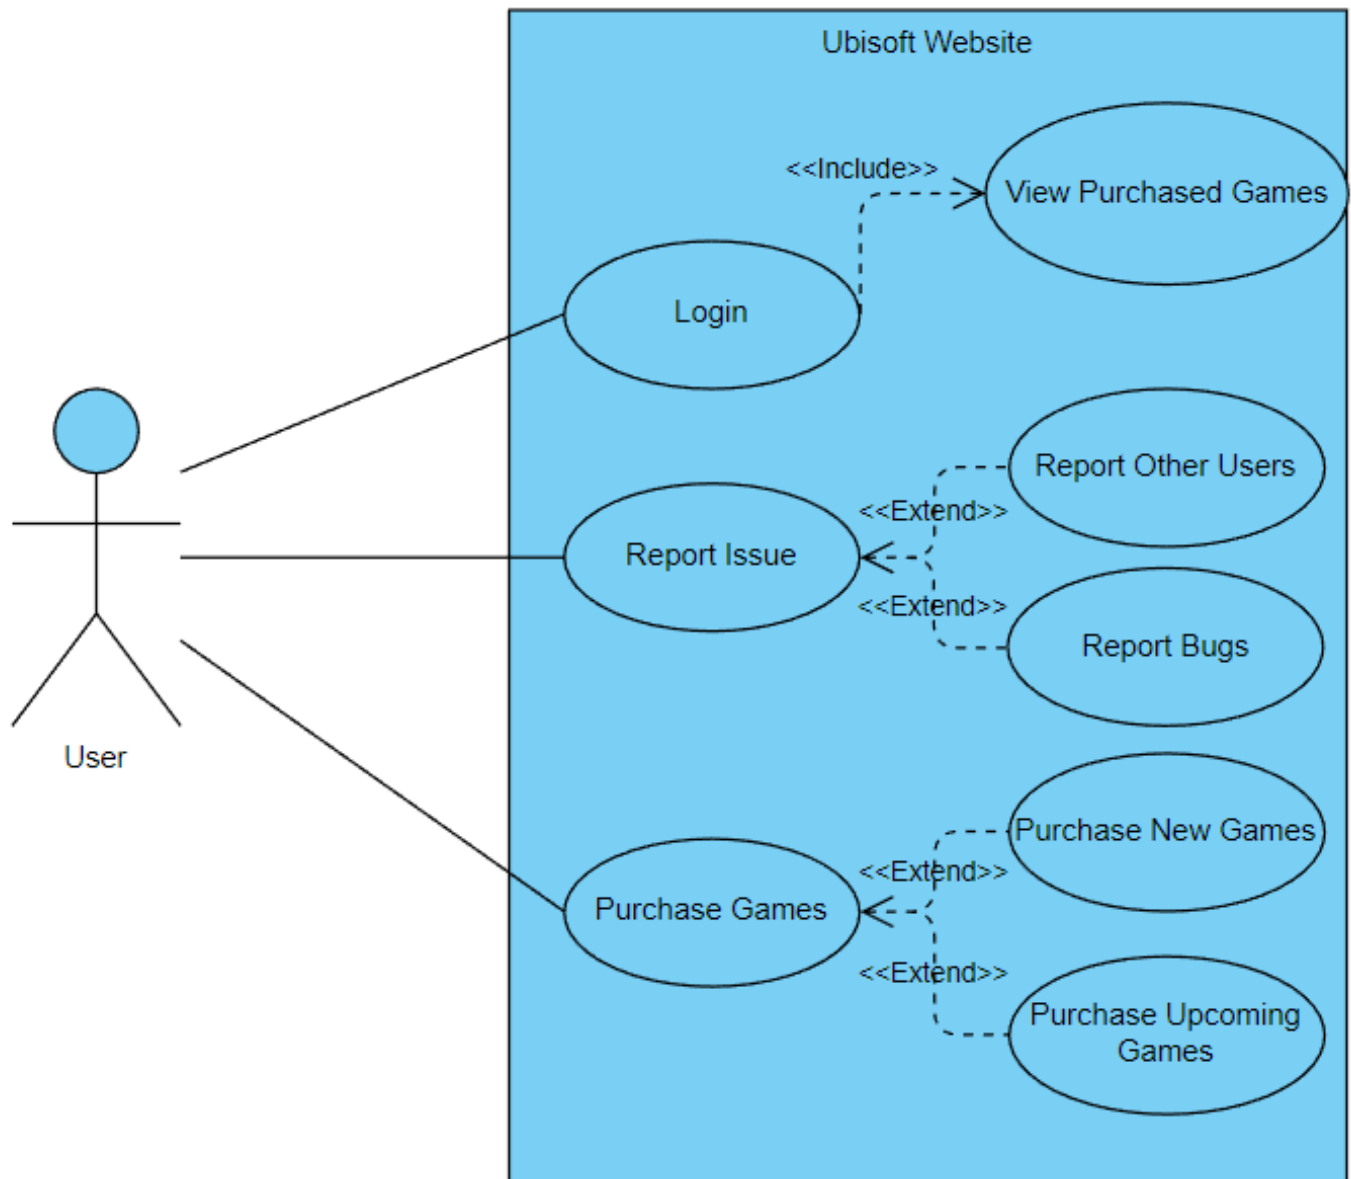 Ubisoft Website
<<Include>>
View Purchased Games
Login
Report Other Users
<<Extend>>
Report Issue
<<Extend>>
Report Bugs
User
Purchase New Games
<<Extend>>
Purchase Games
<<Extend>>
Purchase Upcoming
Games